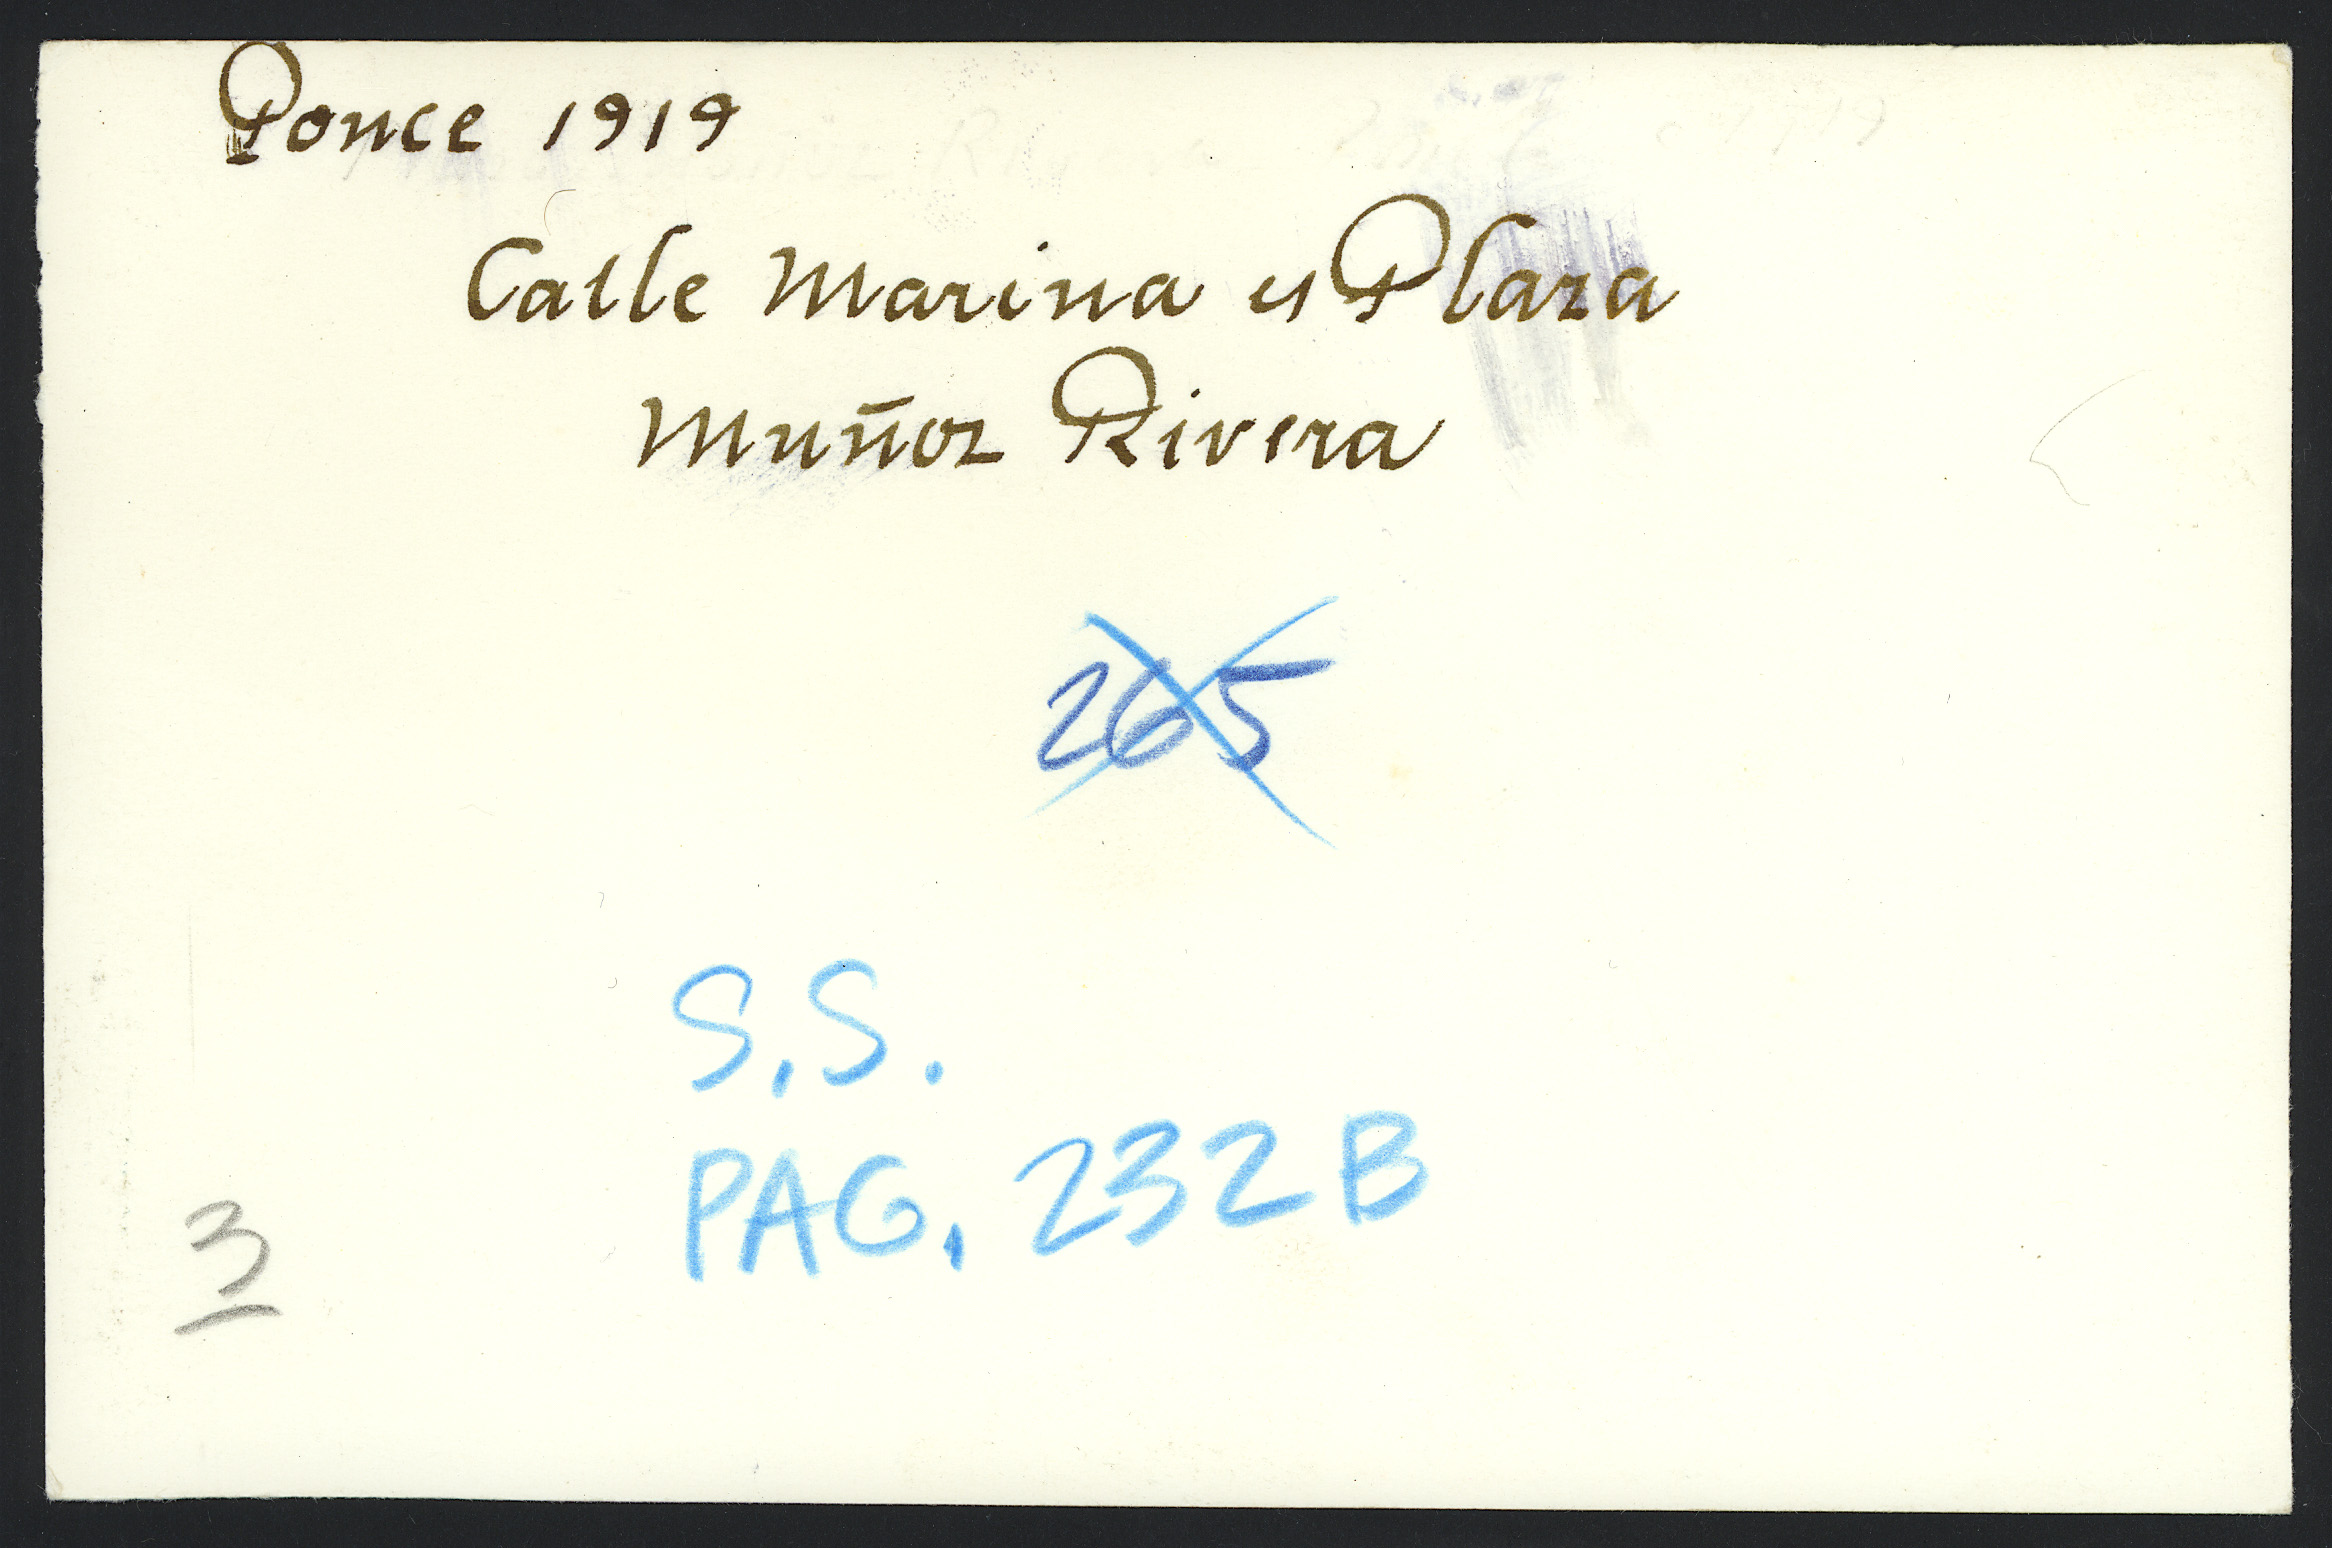 Ponce 1919
Calle Marina y Plaza
Muñoz Rivera
265
S.S.
PAG. 232B
3